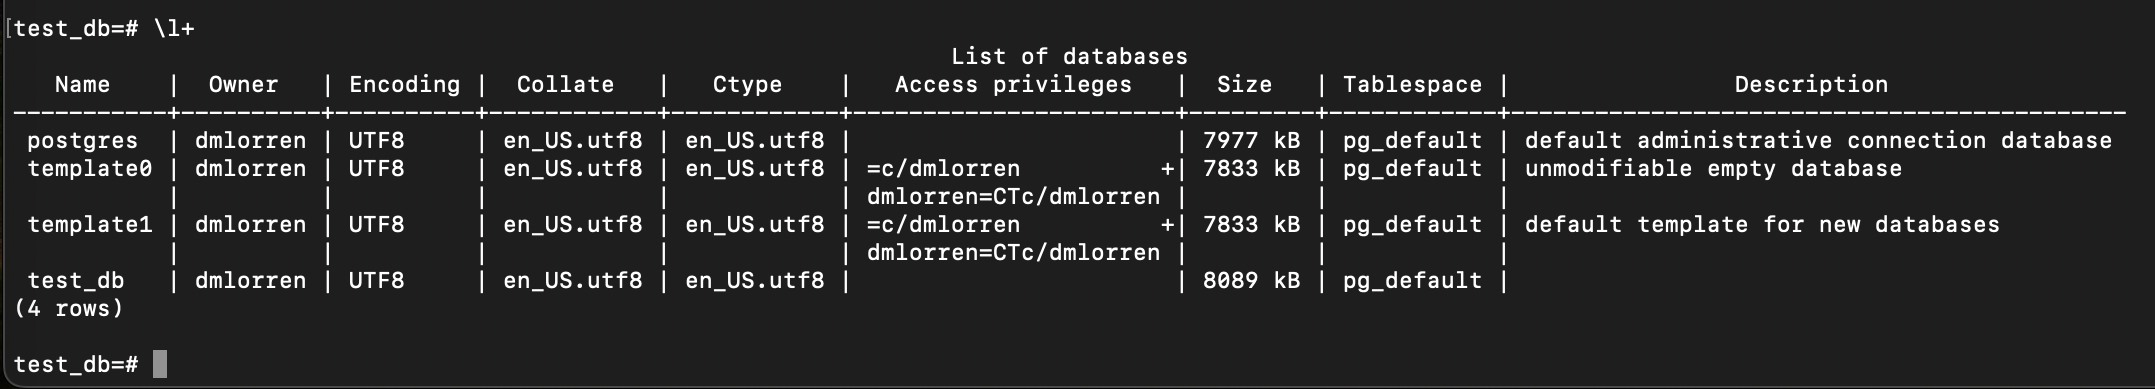 [test_db=# \l+
                                                                   List of databases
   Name    |  Owner   | Encoding |  Collate   |   Ctype    |   Access privileges   |  Size   | Tablespace |                Description
-----------+----------+----------+------------+------------+-----------------------+---------+------------+--------------------------------------------
 postgres  | dmlorren | UTF8     | en_US.utf8 | en_US.utf8 |                       | 7977 kB | pg_default | default administrative connection database
 template0 | dmlorren | UTF8     | en_US.utf8 | en_US.utf8 | =c/dmlorren          +| 7833 kB | pg_default | unmodifiable empty database
           |          |          |            |            | dmlorren=CTc/dmlorren |         |            |
 template1 | dmlorren | UTF8     | en_US.utf8 | en_US.utf8 | =c/dmlorren          +| 7833 kB | pg_default | default template for new databases
           |          |          |            |            | dmlorren=CTc/dmlorren |         |            |
 test_db   | dmlorren | UTF8     | en_US.utf8 | en_US.utf8 |                       | 8089 kB | pg_default |
(4 rows)

test_db=#